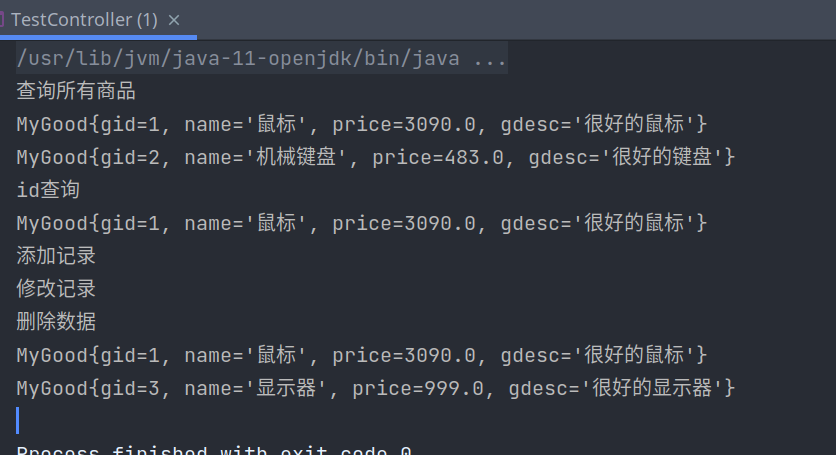 TestController (1) ×
/usr/lib/jvm/java-11-openjdk/bin/java ...
查询所有商品
MyGood{gid=1, name='鼠标', price=3090.0, gdesc='很好的鼠标'}
MyGood{gid=2, name='机械键盘', price=483.0, gdesc='很好的键盘'}
id查询
MyGood{gid=1, name='鼠标', price=3090.0, gdesc='很好的鼠标'}
添加记录
修改记录
删除数据
MyGood{gid=1, name='鼠标', price=3090.0, gdesc='很好的鼠标'}
MyGood{gid=3, name='显示器', price=999.0, gdesc='很好的显示器'}
Process finished with exit code 0